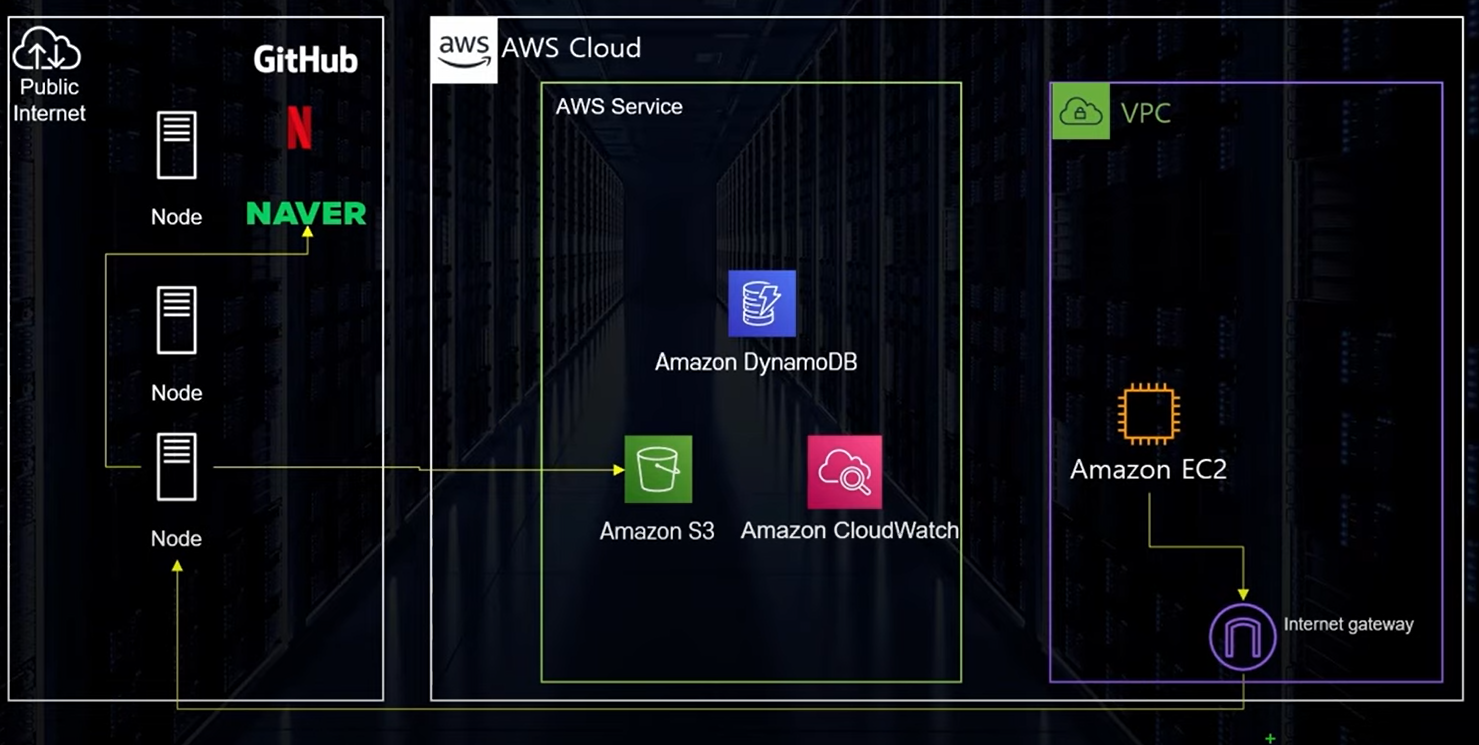 Public
Internet
GitHub
N
Node
NAVER
Node
Node
aws
AWS Cloud
AWS Service
Amazon DynamoDB
Amazon S3
Amazon CloudWatch
VPC
Amazon EC2
Internet gateway